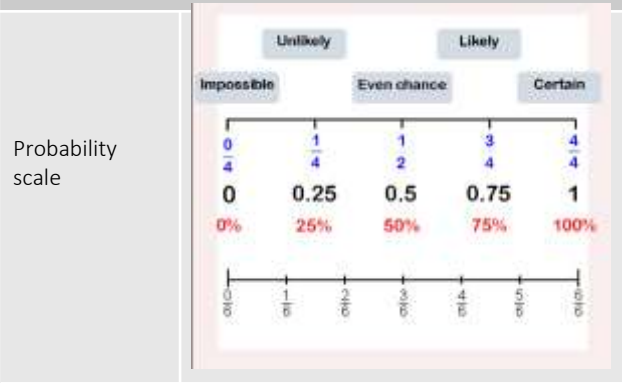 Probability
scale
Unlikely Likely
Impossible Even chance Certain
0/4 1/4 1/2 3/4 4/4
0 0.25 0.5 0.75 1
0% 25% 50% 75% 100%
0/6 1/6 2/6 3/6 4/6 5/6 6/6